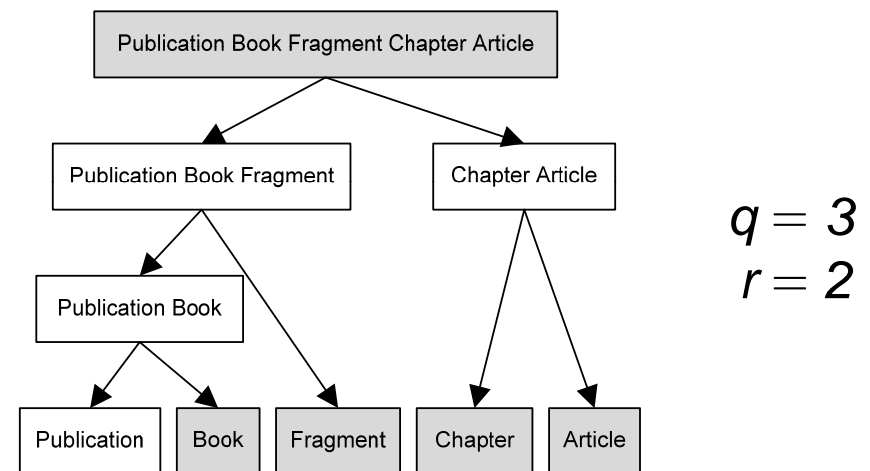 Publication Book Fragment Chapter Article
Publication Book Fragment
Chapter Article
q = 3
r = 2
Publication Book
Publication
Book
Fragment
Chapter
Article